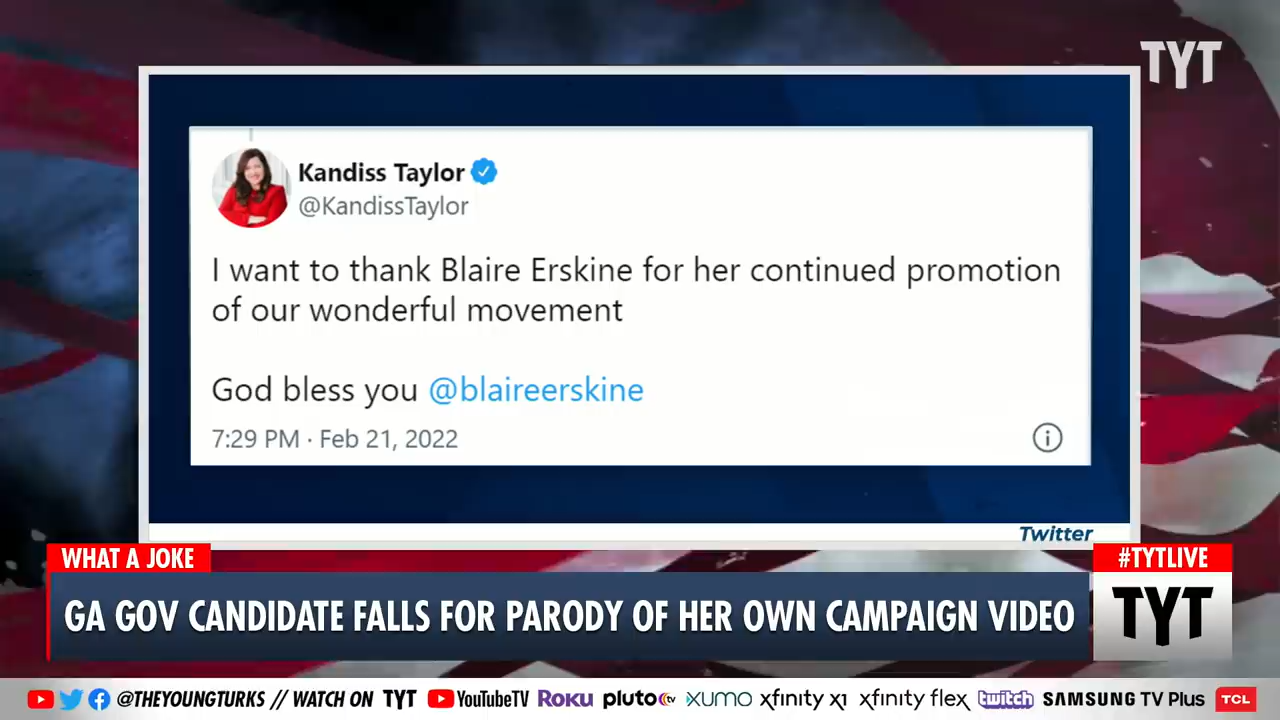 TYT
Kandiss Taylor
@KandissTaylor
I want to thank Blaire Erskine for her continued promotion
of our wonderful movement
God bless you @blaireerskine
7:29 PM · Feb 21, 2022
Twitter
WHAT A JOKE
#TYTLIVE
GA GOV CANDIDATE FALLS FOR PARODY OF HER OWN CAMPAIGN VIDEO
TYT
@THEYOUNGTURKS // WATCH ON TYT YouTubeTV ROKU pluto tv xumo xfinity x1 xfinity flex twitch SAMSUNG TV Plus TCL